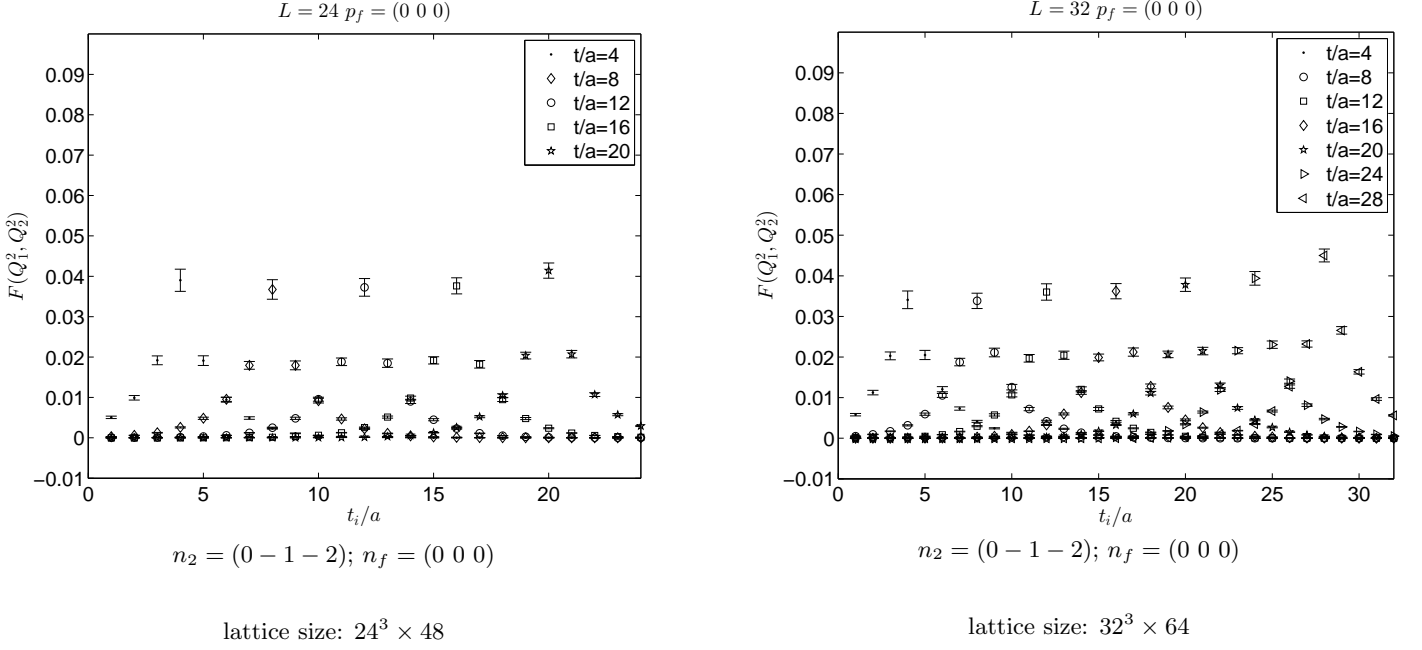 L = 24 p_f = (0 0 0)
0.09
0.08
0.07
0.06
0.05
0.04
0.03
0.02
0.01
0
−0.01
F(Q_1^2, Q_2^2)
t/a=4
t/a=8
t/a=12
t/a=16
t/a=20
0 5 10 15 20
t_i/a
n_2 = (0 − 1 − 2); n_f = (0 0 0)
lattice size: 24^3 × 48
L = 32 p_f = (0 0 0)
0.09
0.08
0.07
0.06
0.05
0.04
0.03
0.02
0.01
0
−0.01
F(Q_1^2, Q_2^2)
t/a=4
t/a=8
t/a=12
t/a=16
t/a=20
t/a=24
t/a=28
0 5 10 15 20 25 30
t_i/a
n_2 = (0 − 1 − 2); n_f = (0 0 0)
lattice size: 32^3 × 64